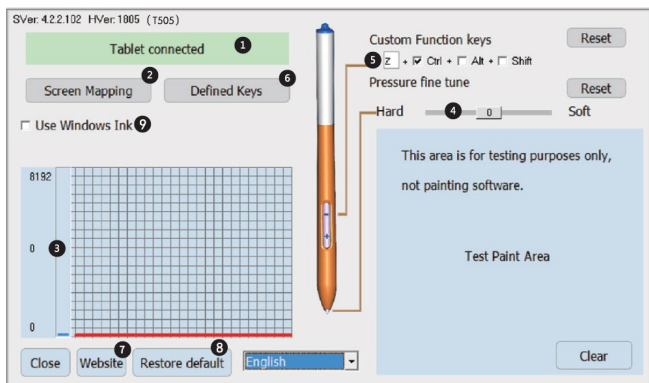 SVer: 4.2.2.102 HVer: 1805 (T505)
Tablet connected 1
2 6
Screen Mapping Defined Keys
Use Windows Ink 9
8192
0 3
0
7 8
Close Website Restore default English
- 
+
Custom Function keys Reset
5 z + Ctrl + Alt + Shift
Pressure fine tune Reset
Hard 4 0 Soft
This area is for testing purposes only,
not painting software.
Test Paint Area
Clear